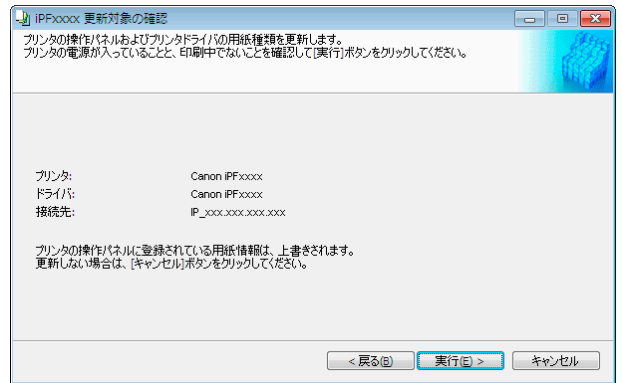 iPFxxxx 更新対象の確認
プリンタの操作パネルおよびプリンタドライバの用紙種類を更新します。
プリンタの電源が入っていることと、印刷中でないことを確認して[実行]ボタンをクリックしてください。
プリンタ: Canon iPFxxxx
ドライバ: Canon iPFxxxx
接続先: IP_xxx.xxx.xxx.xxx
プリンタの操作パネルに登録されている用紙情報は、上書きされます。
更新しない場合は、[キャンセル]ボタンをクリックしてください。
< 戻る(B) 実行(E) > キャンセル